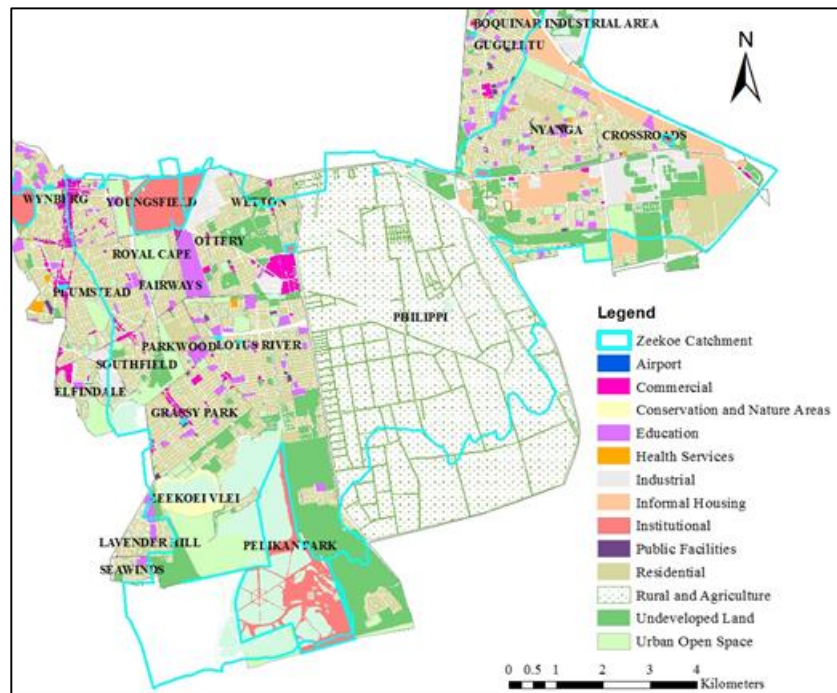 BOQUINAR INDUSTRIAL AREA
GUGULETU
N
NYANGA
CROSSROADS
WYNBERG
YOUNGSFIELD
WETTON
OTTERY
ROYAL CAPE
FAIRWAYS
PLUMSTEAD
PHILIPPI
PARKWOOD
LOTUS RIVER
SOUTHFIELD
ELFINDALE
GRASSY PARK
ZEEKOEI VLEI
LAVENDER HILL
PELIKAN PARK
SEAWINDS
Legend
Zeekoe Catchment
Airport
Commercial
Conservation and Nature Areas
Education
Health Services
Industrial
Informal Housing
Institutional
Public Facilities
Residential
Rural and Agriculture
Undeveloped Land
Urban Open Space
0 0.5 1 2 3 4
Kilometers